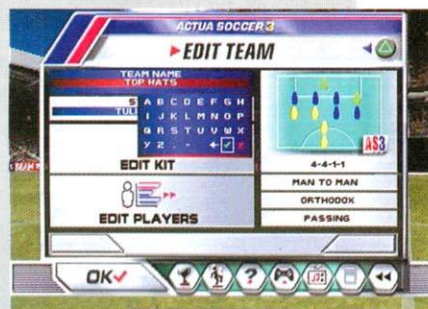 ACTUA SOCCER 3
EDIT TEAM
TEAM NAME
TOP HATS
S
TULL
A B C D E F G H
I J K L M N O P
Q R S T U V W X
Y Z . -
EDIT KIT
EDIT PLAYERS
AS3
4-4-1-1
MAN TO MAN
ORTHODOX
PASSING
OK
?